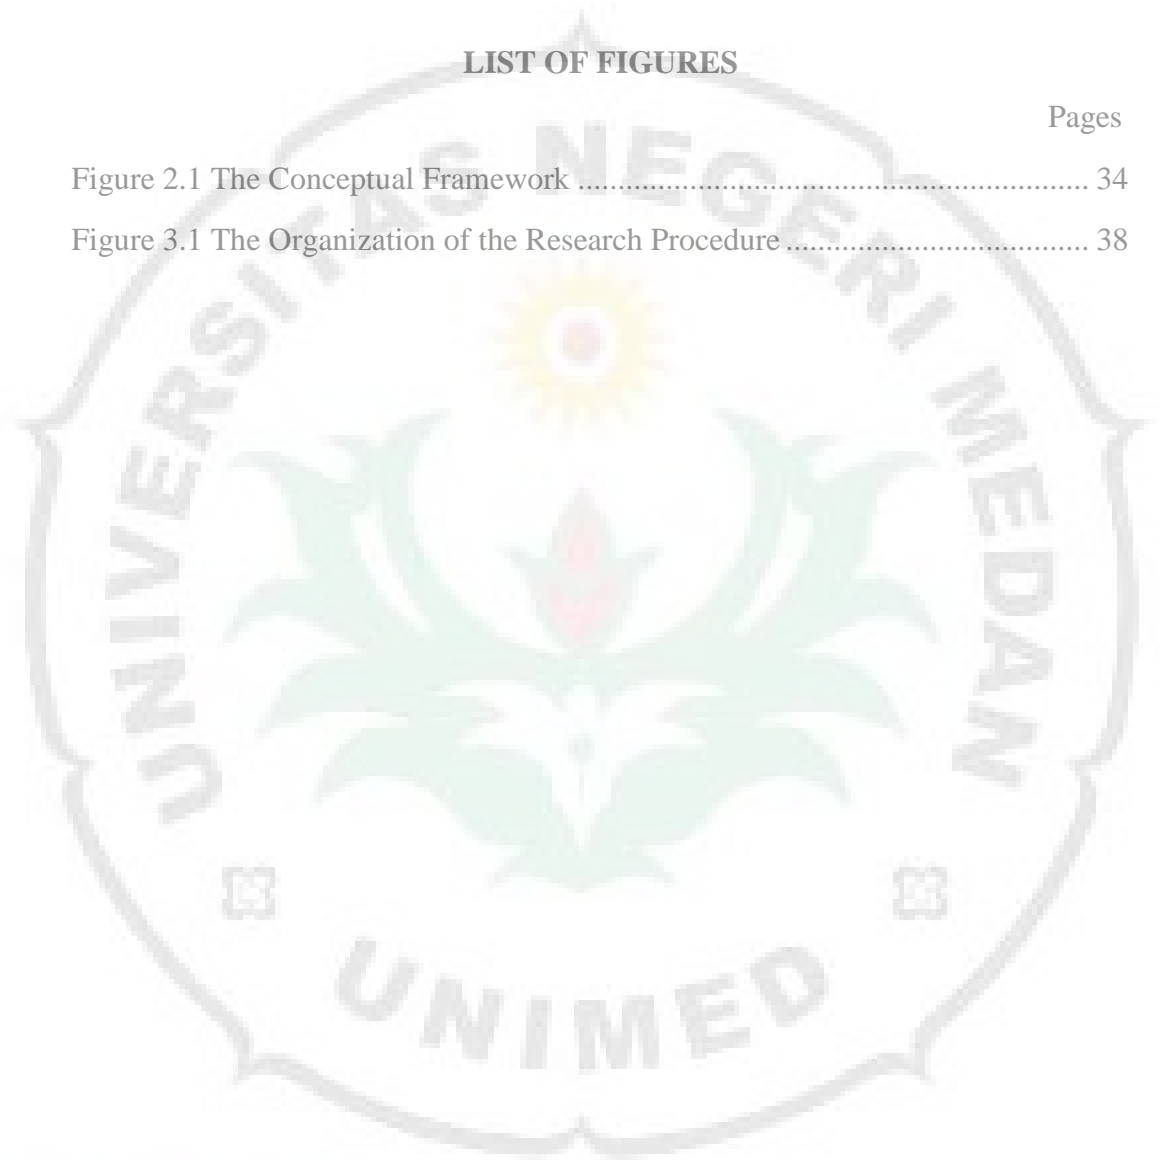 LIST OF FIGURES
Pages
Figure 2.1 The Conceptual Framework ................................................................ 34
Figure 3.1 The Organization of the Research Procedure ...................................... 38
UNIVERSITAS NEGERI MEDAN
UNIMED